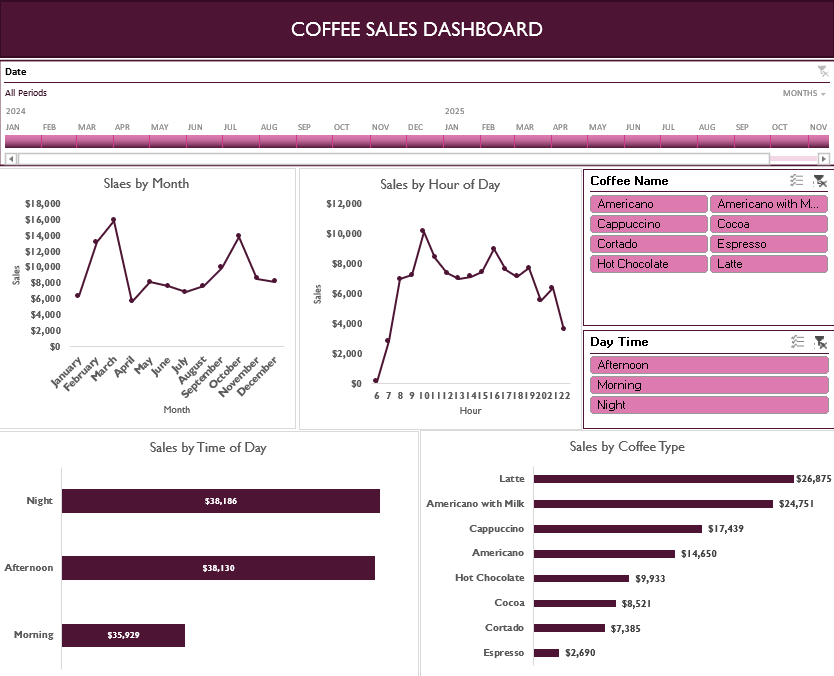 COFFEE SALES DASHBOARD
Date
All Periods
MONTHS
2024 2025
JAN FEB MAR APR MAY JUN JUL AUG SEP OCT NOV DEC JAN FEB MAR APR MAY JUN JUL AUG SEP OCT NOV
Slaes by Month
$18,000
$16,000
$14,000
$12,000
$10,000
$8,000
$6,000
$4,000
$2,000
$0
Sales
January February March April May June July August September October November December
Month
Sales by Hour of Day
$12,000
$10,000
$8,000
$6,000
$4,000
$2,000
$0
Sales
6 7 8 9 10 11 12 13 14 15 16 17 18 19 20 21 22
Hour
Coffee Name
Americano Americano with M...
Cappuccino Cocoa
Cortado Espresso
Hot Chocolate Latte
Day Time
Afternoon
Morning
Night
Sales by Time of Day
Night $38,186
Afternoon $38,130
Morning $35,929
Sales by Coffee Type
Latte $26,875
Americano with Milk $24,751
Cappuccino $17,439
Americano $14,650
Hot Chocolate $9,933
Cocoa $8,521
Cortado $7,385
Espresso $2,690